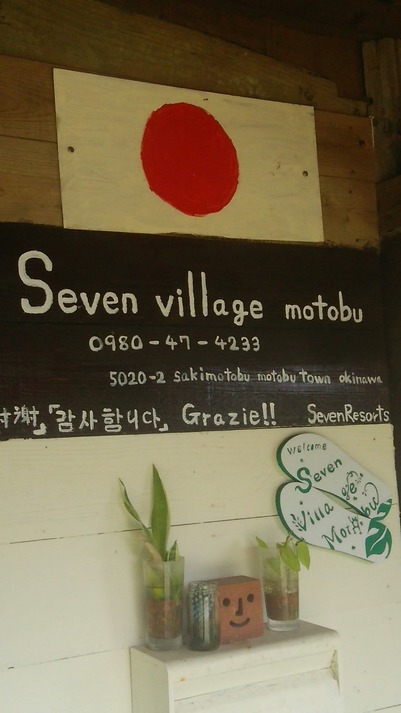 Seven village motobu
0980-47-4233
5020-2 sakimotobu motobu town okinawa
謝」「감사합니다」 Grazie!! SevenResorts
welcome
Seven
Villa